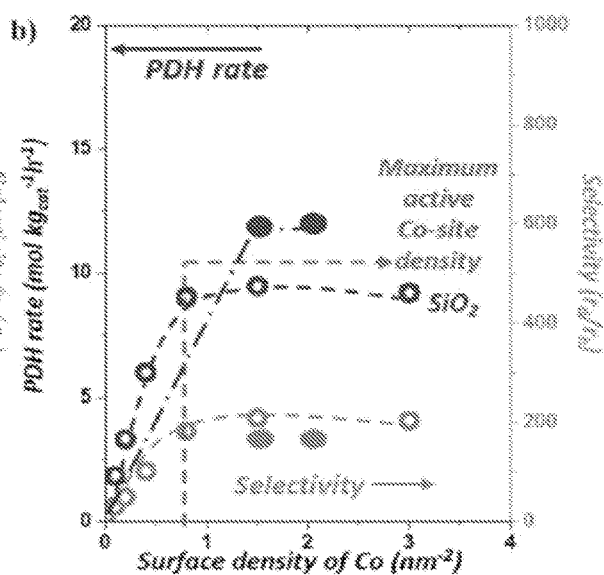 b)
PDH rate
PDH rate (mol kg_cat^-1 hr^-1)
20
15
10
5
0
Maximum
active
Co-site
density
SiO₂
Selectivity
1000
800
600
400
200
0
0 1 2 3 4
Surface density of Co (nm⁻²)